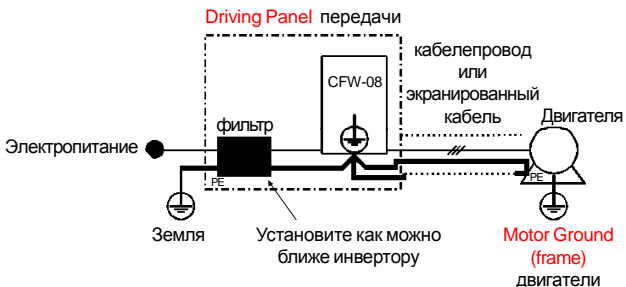 Driving Panel передачи
кабелепровод
или
экранированный
кабель
CFW-08
фильтр
Двигателя
Электропитание
PE
PE
Земля
Установите как можно
ближе инвертору
Motor Ground
(frame)
двигатели